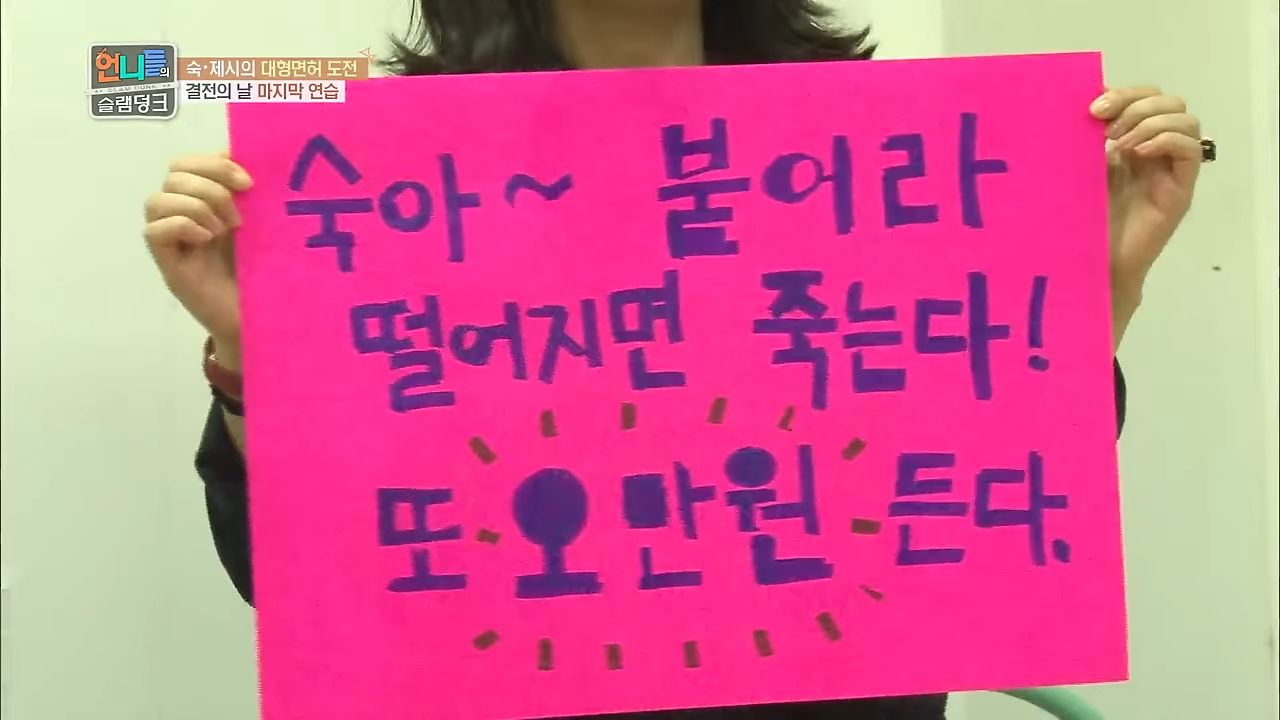 언니들의
SLAM DUNK
슬램덩크
숙·제시의 대형면허 도전
결전의 날 마지막 연습
숙아~ 붙어라
떨어지면 죽는다!
또 오만원 든다.